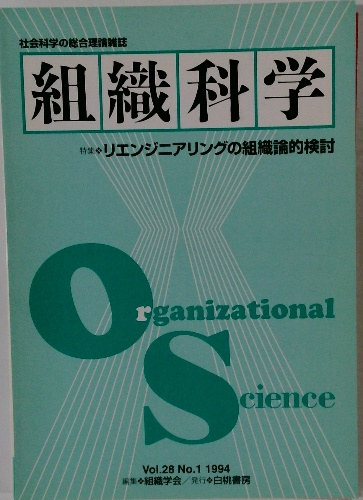 社会科学の総合理論雑誌
組織科学
特集❖リエンジニアリングの組織論的検討
Organizational
Science
Vol.28 No.1 1994
編集❖組織学会／発行❖白桃書房